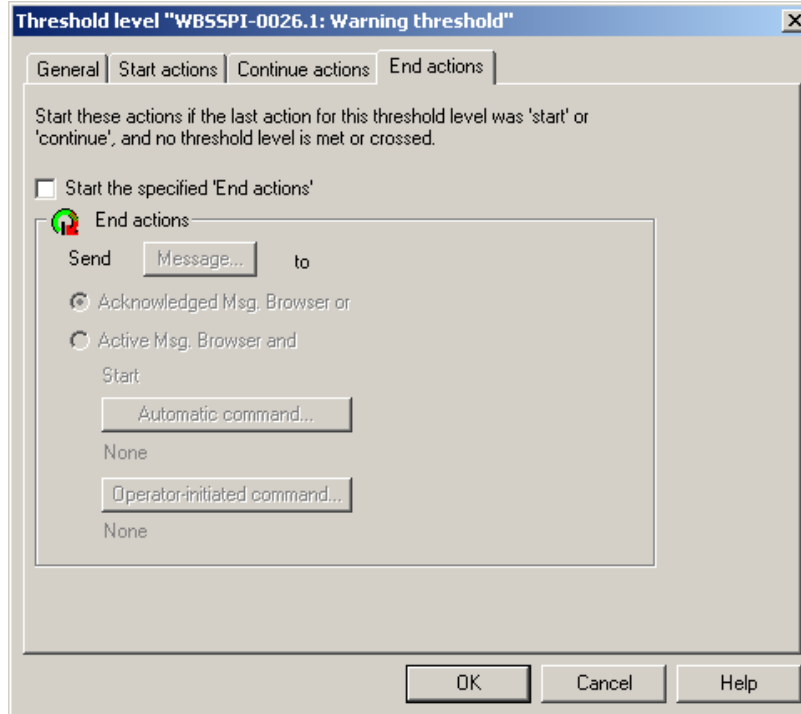 Threshold level "WBSSPI-0026.1: Warning threshold"
General Start actions Continue actions End actions
Start these actions if the last action for this threshold level was 'start' or
'continue', and no threshold level is met or crossed.
Start the specified 'End actions'
End actions
Send Message... to
Acknowledged Msg. Browser or
Active Msg. Browser and
Start
Automatic command...
None
Operator-initiated command...
None
OK Cancel Help